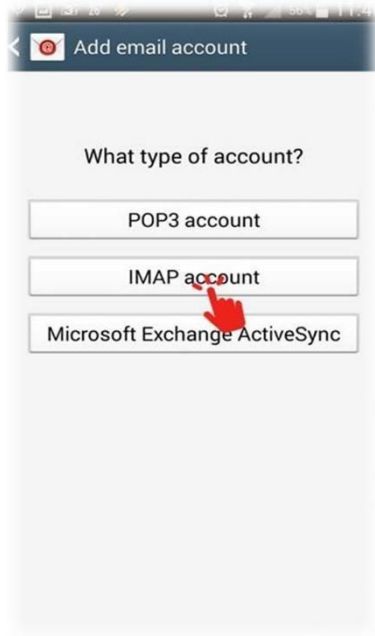 Add email account
What type of account?
POP3 account
IMAP account
Microsoft Exchange ActiveSync